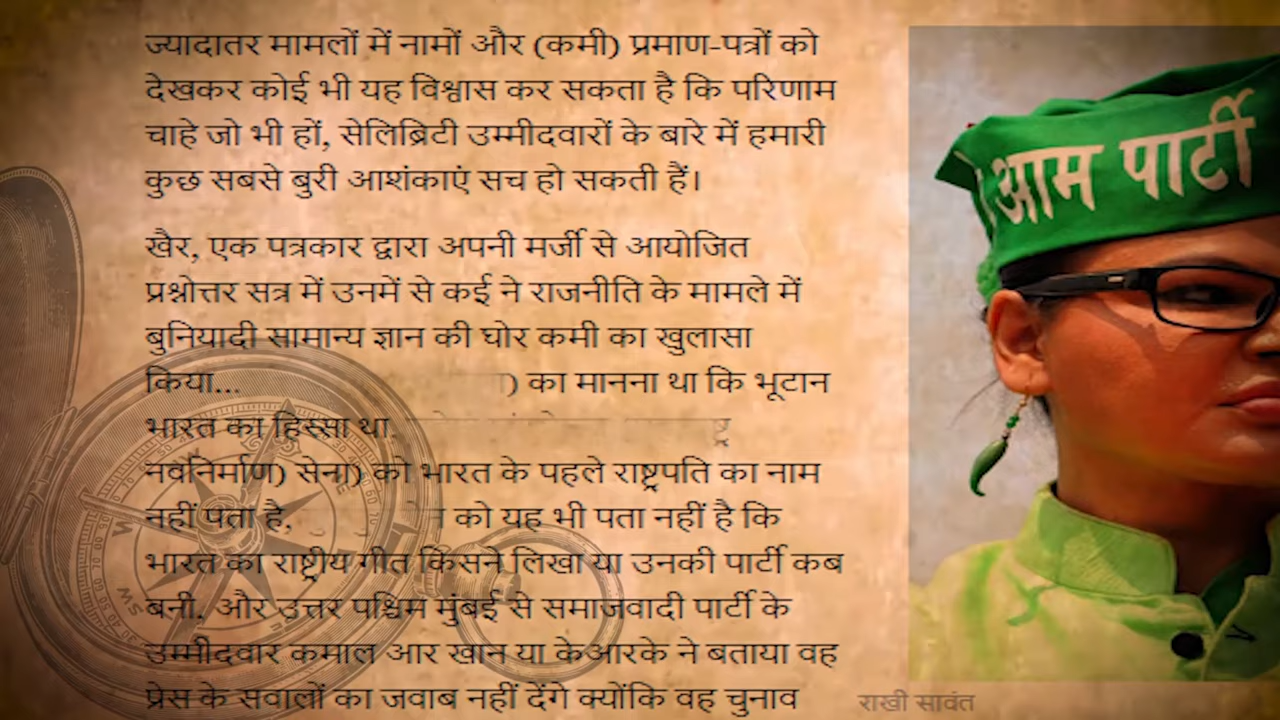 ज्यादातर मामलों में नामों और (कमी) प्रमाण-पत्रों को
देखकर कोई भी यह विश्वास कर सकता है कि परिणाम
चाहे जो भी हों, सेलिब्रिटी उम्मीदवारों के बारे में हमारी
कुछ सबसे बुरी आशंकाएं सच हो सकती हैं।
खैर, एक पत्रकार द्वारा अपनी मर्जी से आयोजित
प्रश्नोत्तर सत्र में उनमें से कई ने राजनीति के मामले में
बुनियादी सामान्य ज्ञान की घोर कमी का खुलासा
किया... ) का मानना था कि भूटान
भारत का हिस्सा था,
नवनिर्माण) सेना) को भारत के पहले राष्ट्रपति का नाम
नहीं पता है, को यह भी पता नहीं है कि
भारत का राष्ट्रीय गीत किसने लिखा या उनकी पार्टी कब
बनी, और उत्तर पश्चिम मुंबई से समाजवादी पार्टी के
उम्मीदवार कमाल आर खान या केआरके ने बताया वह
प्रेस के सवालों का जवाब नहीं देंगे क्योंकि वह चुनाव
आम पार्टी
राखी सावंत